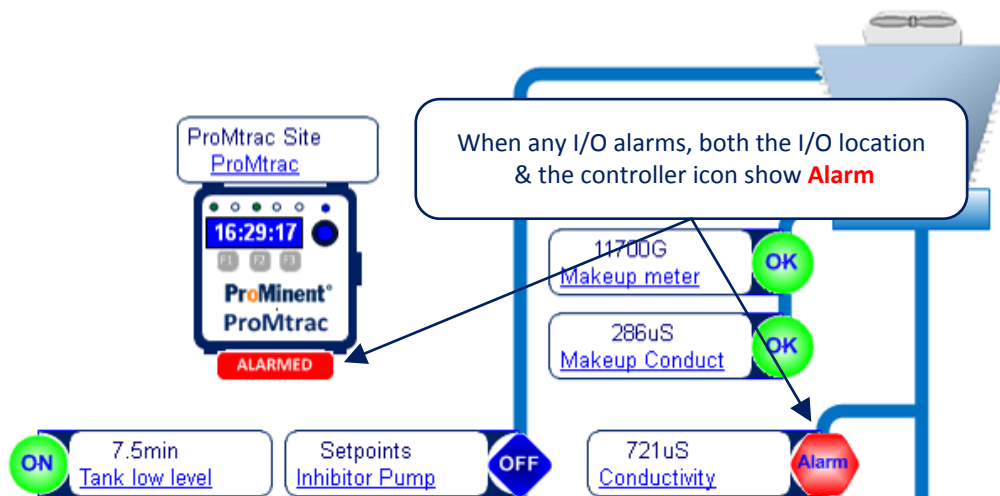 ProMtrac Site
ProMtrac
When any I/O alarms, both the I/O location
& the controller icon show Alarm
16:29:17
F1 F2 F3
ProMinent®
ProMtrac
ALARMED
11700G
Makeup meter
OK
286uS
Makeup Conduct
OK
ON
7.5min
Tank low level
Setpoints
Inhibitor Pump
OFF
721uS
Conductivity
Alarm